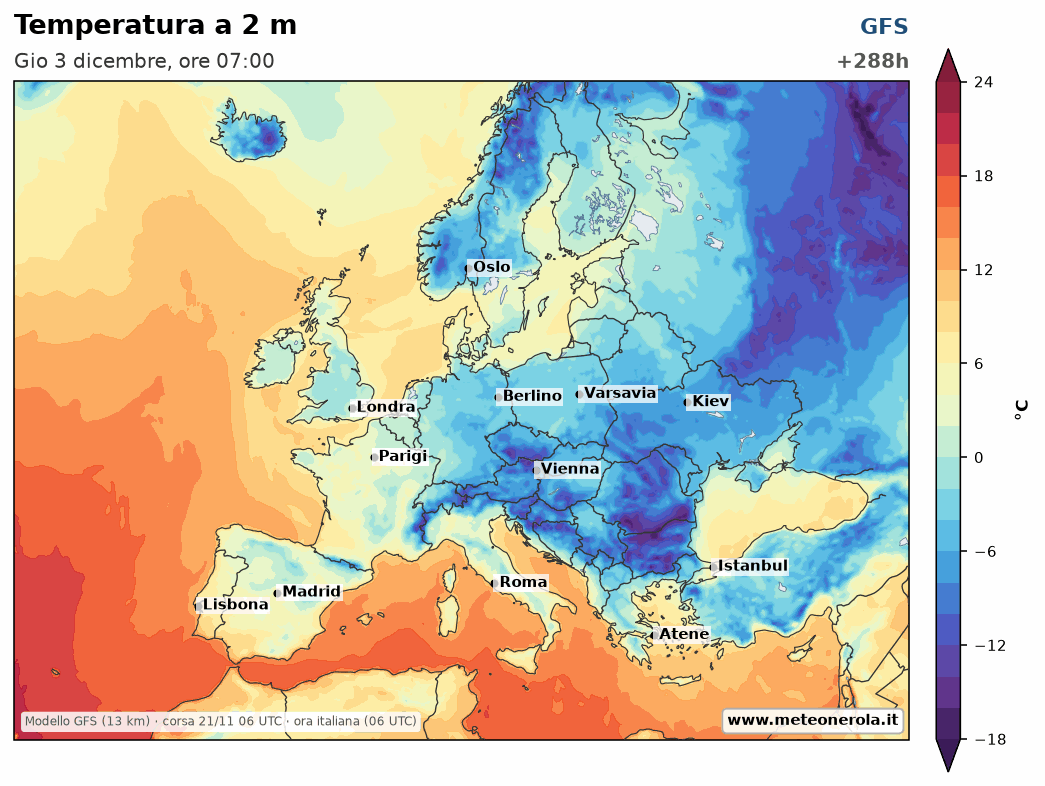 Temperatura a 2 m
GFS
Gio 3 dicembre, ore 07:00
+288h
24
18
12
6
0
−6
−12
−18
°C
Oslo
Berlino
Varsavia
Kiev
Londra
Parigi
Vienna
Istanbul
Roma
Madrid
Lisbona
Atene
Modello GFS (13 km) · corsa 21/11 06 UTC · ora italiana (06 UTC)
www.meteonerola.it